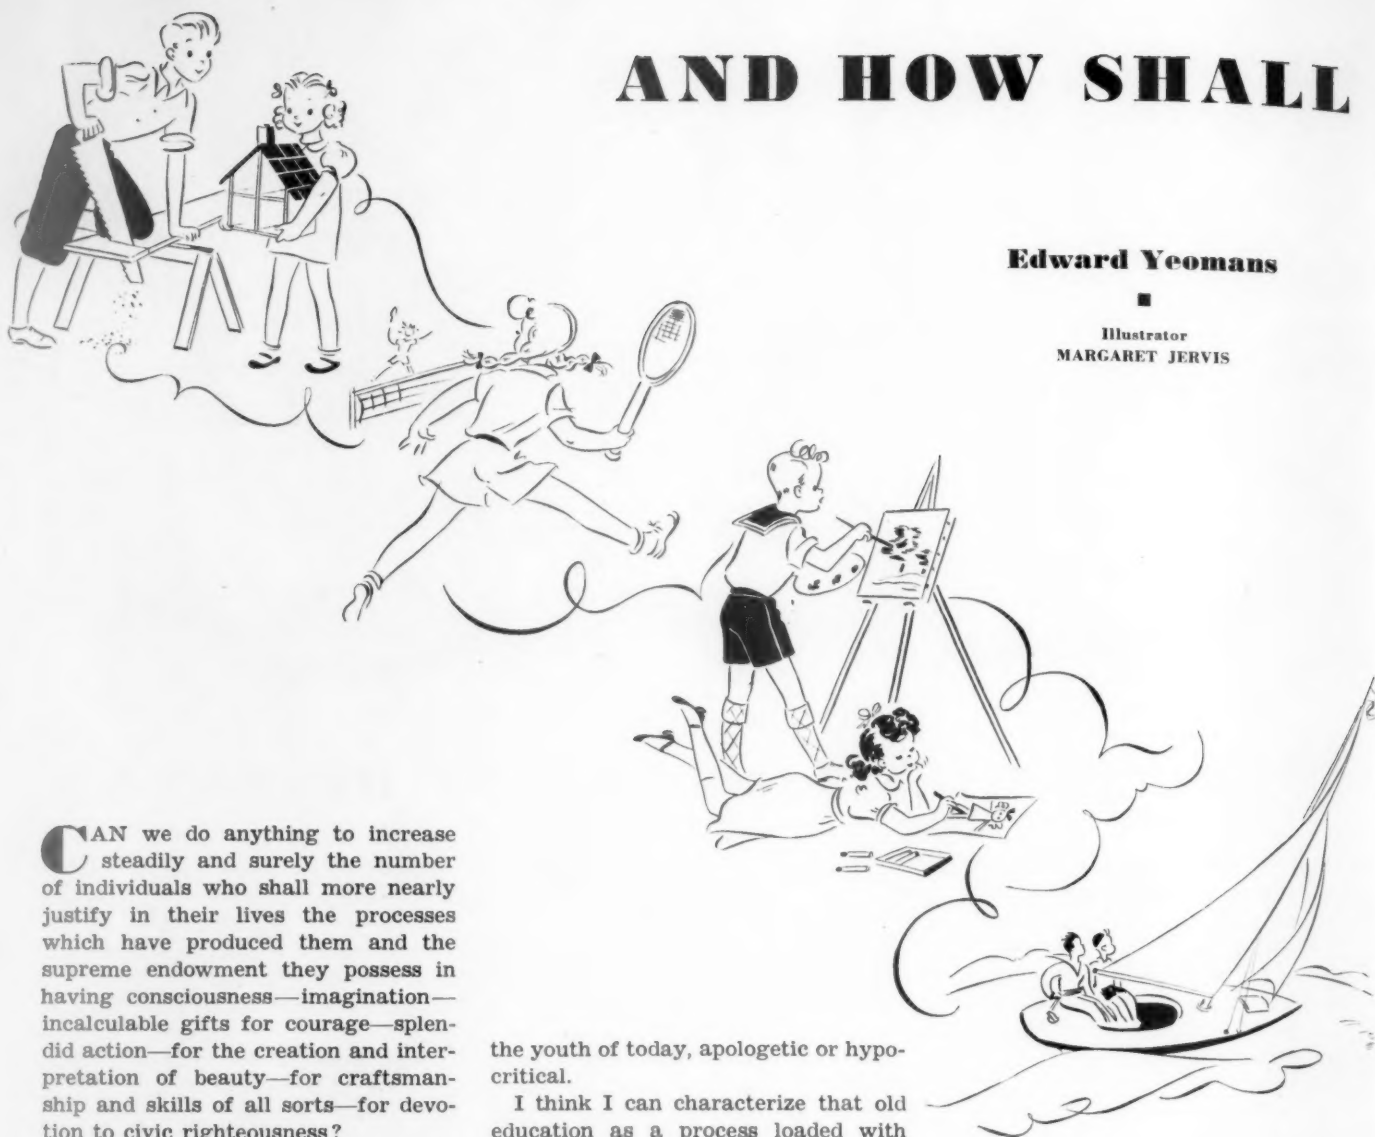 AND HOW SHALL
Edward Yeomans
Illustrator
MARGARET JERVIS
CAN we do anything to increase
steadily and surely the number
of individuals who shall more nearly
justify in their lives the processes
which have produced them and the
supreme endowment they possess in
having consciousness—imagination—
incalculable gifts for courage—splen-
did action—for the creation and inter-
pretation of beauty—for craftsman-
ship and skills of all sorts—for devo-
tion to civic righteousness?
the youth of today, apologetic or hypo-
critical.
I think I can characterize that old
education as a process loaded with